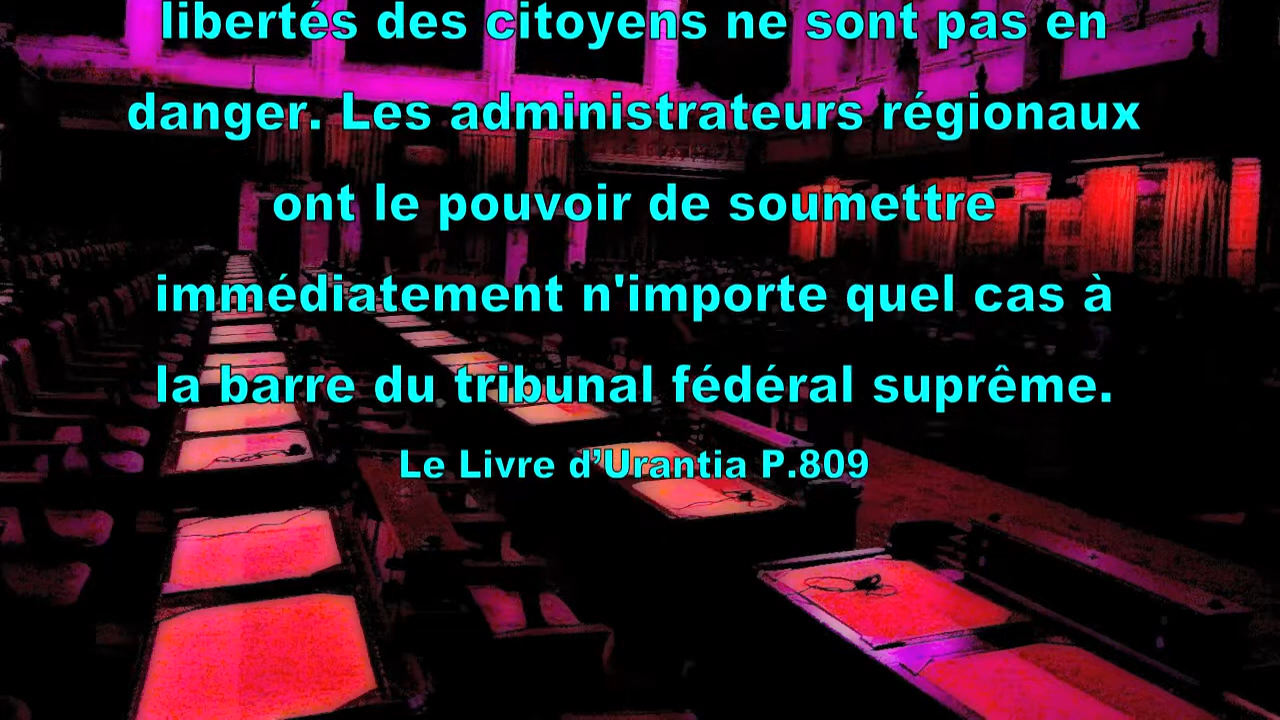 libertés des citoyens ne sont pas en
danger. Les administrateurs régionaux
ont le pouvoir de soumettre
immédiatement n'importe quel cas à
la barre du tribunal fédéral suprême.
Le Livre d’Urantia P.809